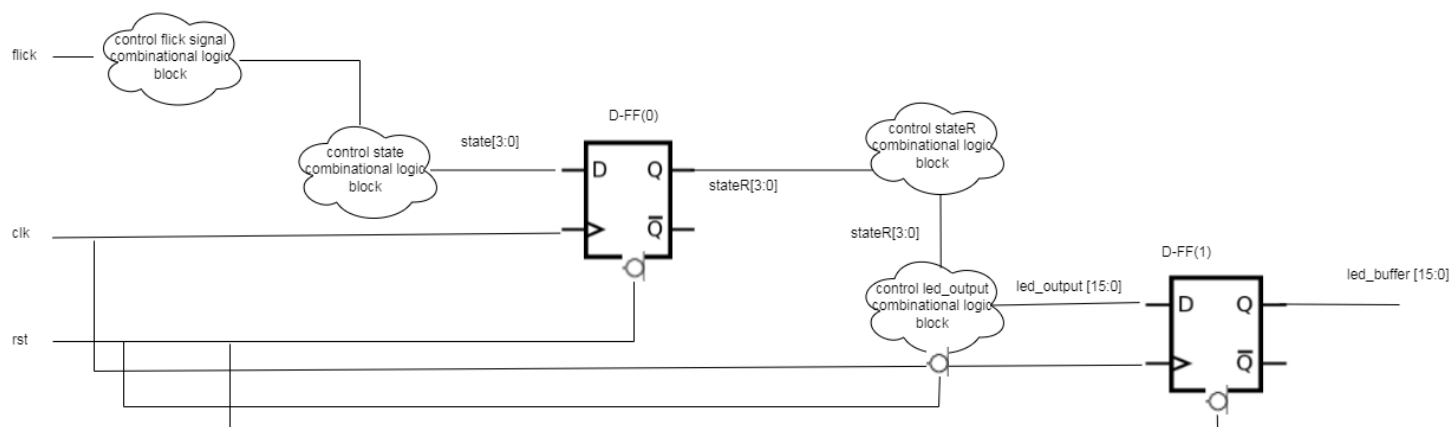 control flick signal
combinational logic
block
flick
D-FF(0)
control state
combinational logic
block
state[3:0]
D
Q
Q
stateR[3:0]
control stateR
combinational logic
block
stateR[3:0]
clk
D-FF(1)
control led_output
combinational logic
block
led_output [15:0]
led_buffer [15:0]
D
Q
Q
rst